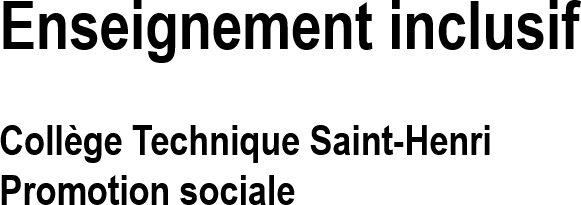 Enseignement inclusif
Collège Technique Saint-Henri
Promotion sociale